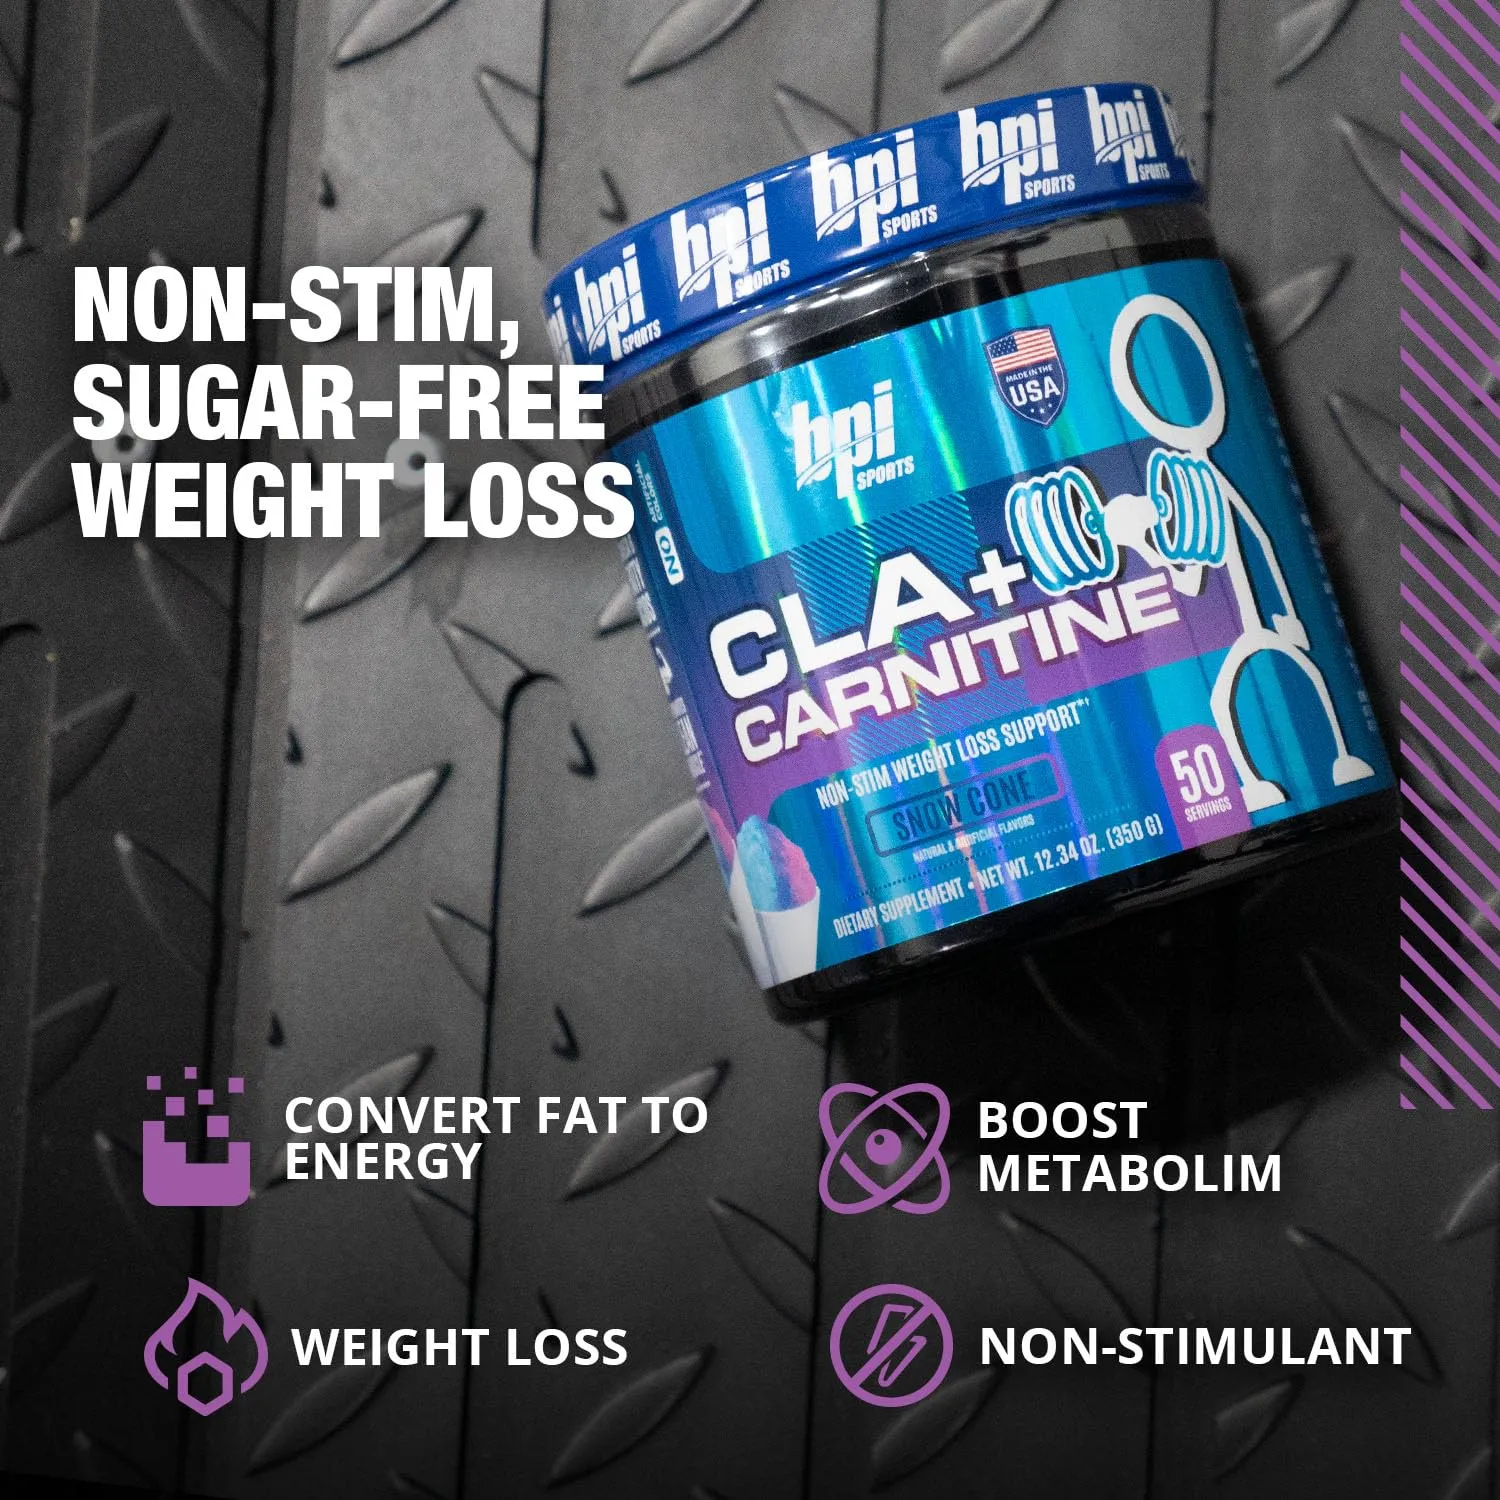 NON-STIM,
SUGAR-FREE
WEIGHT LOSS
bpi
SPORTS
bpi
SPORTS
bpi
SPORTS
bpi
SPORTS
bpi
SPORTS
bpi
SPORTS
MADE IN THE
USA
NO
ARTIFICIAL
COLORS
CLA+
CARNITINE
NON-STIM WEIGHT LOSS SUPPORT*†
SNOW CONE
NATURAL & ARTIFICIAL FLAVORS
50
SERVINGS
DIETARY SUPPLEMENT • NET WT. 12.34 OZ. (350 G)
CONVERT FAT TO
ENERGY
BOOST
METABOLIM
WEIGHT LOSS
NON-STIMULANT